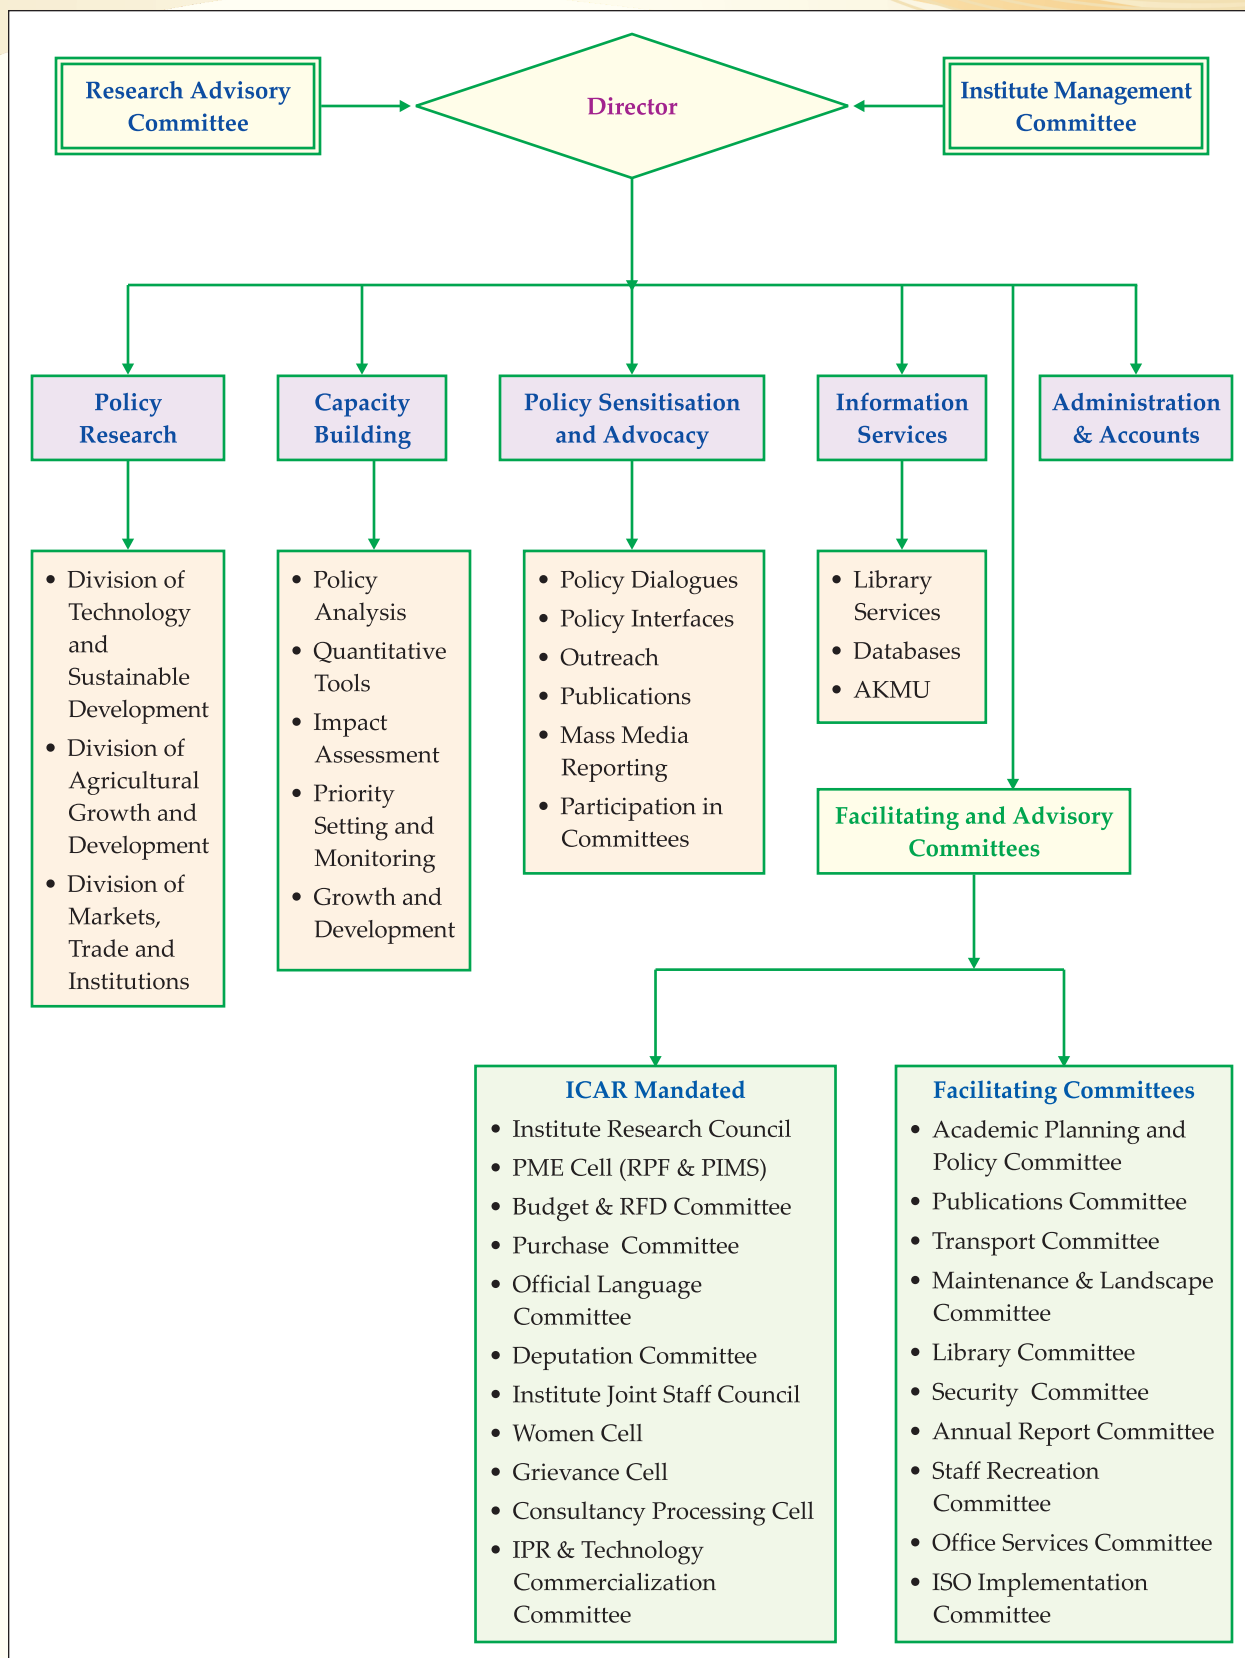 Research Advisory
Committee
Director
Institute Management
Committee
Policy
Research
Capacity
Building
Policy Sensitisation
and Advocacy
Information
Services
Administration
& Accounts
• Division of
Technology
and
Sustainable
Development
• Division of
Agricultural
Growth and
Development
• Division of
Markets,
Trade and
Institutions
• Policy
Analysis
• Quantitative
Tools
• Impact
Assessment
• Priority
Setting and
Monitoring
• Growth and
Development
• Policy Dialogues
• Policy Interfaces
• Outreach
• Publications
• Mass Media
Reporting
• Participation in
Committees
• Library
Services
• Databases
• AKMU
Facilitating and Advisory
Committees
ICAR Mandated
• Institute Research Council
• PME Cell (RPF & PIMS)
• Budget & RFD Committee
• Purchase Committee
• Official Language
Committee
• Deputation Committee
• Institute Joint Staff Council
• Women Cell
• Grievance Cell
• Consultancy Processing Cell
• IPR & Technology
Commercialization
Committee
Facilitating Committees
• Academic Planning and
Policy Committee
• Publications Committee
• Transport Committee
• Maintenance & Landscape
Committee
• Library Committee
• Security Committee
• Annual Report Committee
• Staff Recreation
Committee
• Office Services Committee
• ISO Implementation
Committee